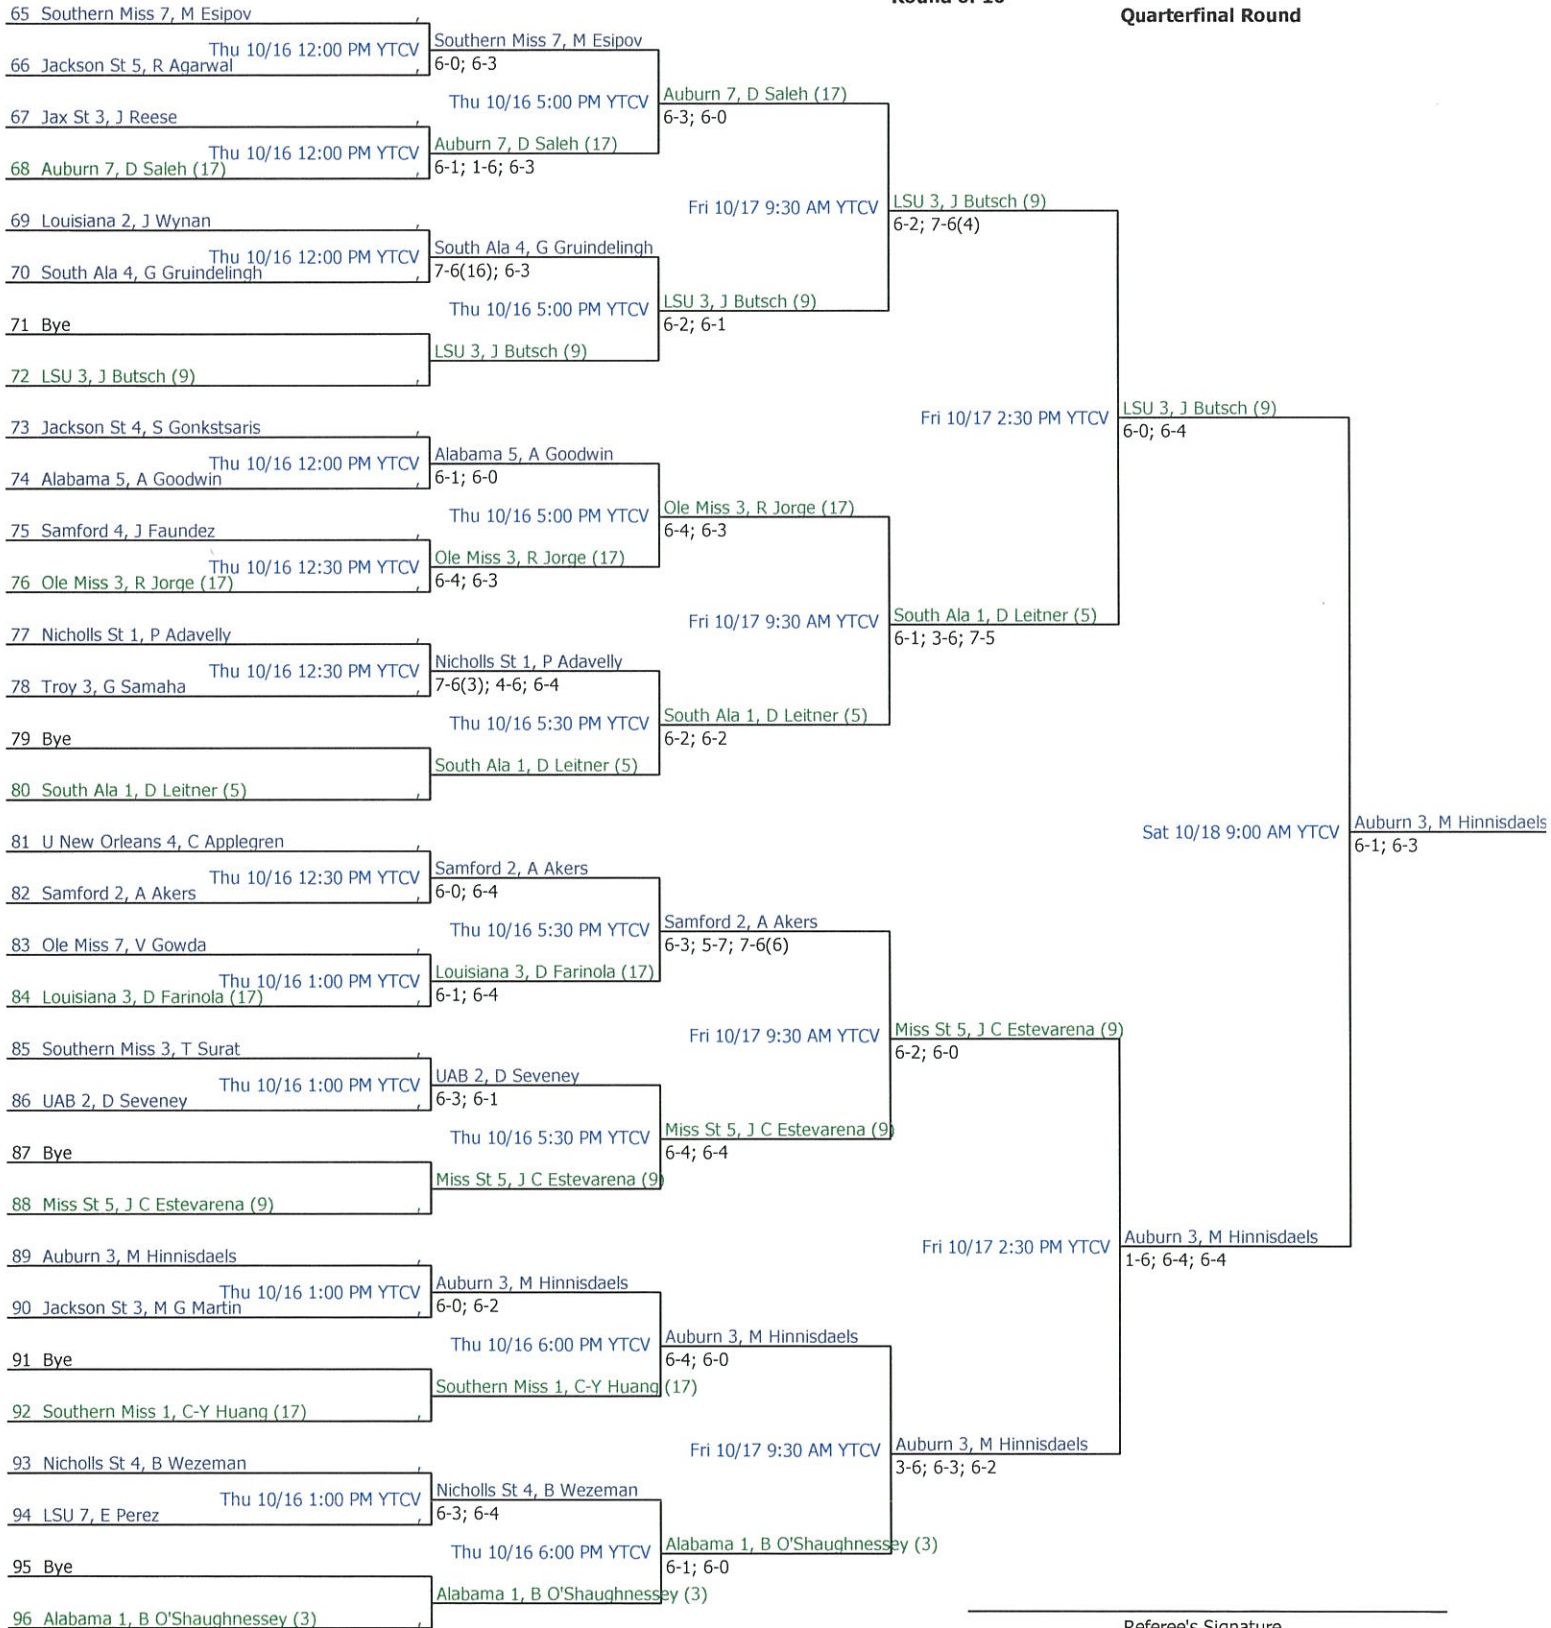 Quarterfinal Round
65 Southern Miss 7, M Esipov
Thu 10/16 12:00 PM YTCV
Southern Miss 7, M Esipov
6-0; 6-3
66 Jackson St 5, R Agarwal
Thu 10/16 5:00 PM YTCV
Auburn 7, D Saleh (17)
6-3; 6-0
67 Jax St 3, J Reese
Thu 10/16 12:00 PM YTCV
Auburn 7, D Saleh (17)
6-1; 1-6; 6-3
68 Auburn 7, D Saleh (17)
Fri 10/17 9:30 AM YTCV
LSU 3, J Butsch (9)
6-2; 7-6(4)
69 Louisiana 2, J Wynan
Thu 10/16 12:00 PM YTCV
South Ala 4, G Gruindelingh
7-6(16); 6-3
70 South Ala 4, G Gruindelingh
Thu 10/16 5:00 PM YTCV
LSU 3, J Butsch (9)
6-2; 6-1
71 Bye
LSU 3, J Butsch (9)
72 LSU 3, J Butsch (9)
Fri 10/17 2:30 PM YTCV
LSU 3, J Butsch (9)
6-0; 6-4
73 Jackson St 4, S Gonkstsaris
Thu 10/16 12:00 PM YTCV
Alabama 5, A Goodwin
6-1; 6-0
74 Alabama 5, A Goodwin
Thu 10/16 5:00 PM YTCV
Ole Miss 3, R Jorge (17)
6-4; 6-3
75 Samford 4, J Faundez
Thu 10/16 12:30 PM YTCV
Ole Miss 3, R Jorge (17)
6-4; 6-3
76 Ole Miss 3, R Jorge (17)
Fri 10/17 9:30 AM YTCV
South Ala 1, D Leitner (5)
6-1; 3-6; 7-5
77 Nicholls St 1, P Adavelly
Thu 10/16 12:30 PM YTCV
Nicholls St 1, P Adavelly
7-6(3); 4-6; 6-4
78 Troy 3, G Samaha
Thu 10/16 5:30 PM YTCV
South Ala 1, D Leitner (5)
6-2; 6-2
79 Bye
South Ala 1, D Leitner (5)
80 South Ala 1, D Leitner (5)
Sat 10/18 9:00 AM YTCV
Auburn 3, M Hinnisdaels
6-1; 6-3
81 U New Orleans 4, C Applegren
Thu 10/16 12:30 PM YTCV
Samford 2, A Akers
6-0; 6-4
82 Samford 2, A Akers
Thu 10/16 5:30 PM YTCV
Samford 2, A Akers
6-3; 5-7; 7-6(6)
83 Ole Miss 7, V Gowda
Thu 10/16 1:00 PM YTCV
Louisiana 3, D Farinola (17)
6-1; 6-4
84 Louisiana 3, D Farinola (17)
Fri 10/17 9:30 AM YTCV
Miss St 5, J C Estevarena (9)
6-2; 6-0
85 Southern Miss 3, T Surat
Thu 10/16 1:00 PM YTCV
UAB 2, D Seveney
6-3; 6-1
86 UAB 2, D Seveney
Thu 10/16 5:30 PM YTCV
Miss St 5, J C Estevarena (9)
6-4; 6-4
87 Bye
Miss St 5, J C Estevarena (9)
88 Miss St 5, J C Estevarena (9)
Fri 10/17 2:30 PM YTCV
Auburn 3, M Hinnisdaels
1-6; 6-4; 6-4
89 Auburn 3, M Hinnisdaels
Thu 10/16 1:00 PM YTCV
Auburn 3, M Hinnisdaels
6-0; 6-2
90 Jackson St 3, M G Martin
Thu 10/16 6:00 PM YTCV
Auburn 3, M Hinnisdaels
6-4; 6-0
91 Bye
Southern Miss 1, C-Y Huang (17)
92 Southern Miss 1, C-Y Huang (17)
Fri 10/17 9:30 AM YTCV
Auburn 3, M Hinnisdaels
3-6; 6-3; 6-2
93 Nicholls St 4, B Wezeman
Thu 10/16 1:00 PM YTCV
Nicholls St 4, B Wezeman
6-3; 6-4
94 LSU 7, E Perez
Thu 10/16 6:00 PM YTCV
Alabama 1, B O'Shaughnessey (3)
6-1; 6-0
95 Bye
Alabama 1, B O'Shaughnessey (3)
96 Alabama 1, B O'Shaughnessey (3)
Referee's Signature